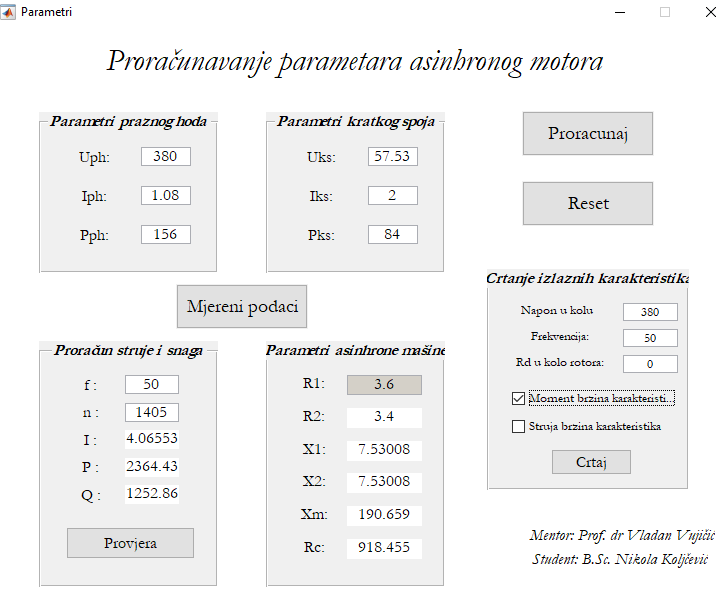 Parametri
Proračunavanje parametara asinhronog motora
Parametri praznog hoda
Uph: 380
Iph: 1.08
Pph: 156
Parametri kratkog spoja
Uks: 57.53
Iks: 2
Pks: 84
Proracunaj
Reset
Mjereni podaci
Proračun struje i snaga
f : 50
n : 1405
I : 4.06553
P : 2364.43
Q : 1252.86
Provjera
Parametri asinhrone mašine
R1: 3.6
R2: 3.4
X1: 7.53008
X2: 7.53008
Xm: 190.659
Rc: 918.455
Crtanje izlaznih karakteristika
Napon u kolu 380
Frekvencija: 50
Rd u kolo rotora: 0
Moment brzina karakteristi...
Struja brzina karakteristika
Crtaj
Mentor: Prof. dr Vladan Vujičić
Student: B.Sc. Nikola Koljčević